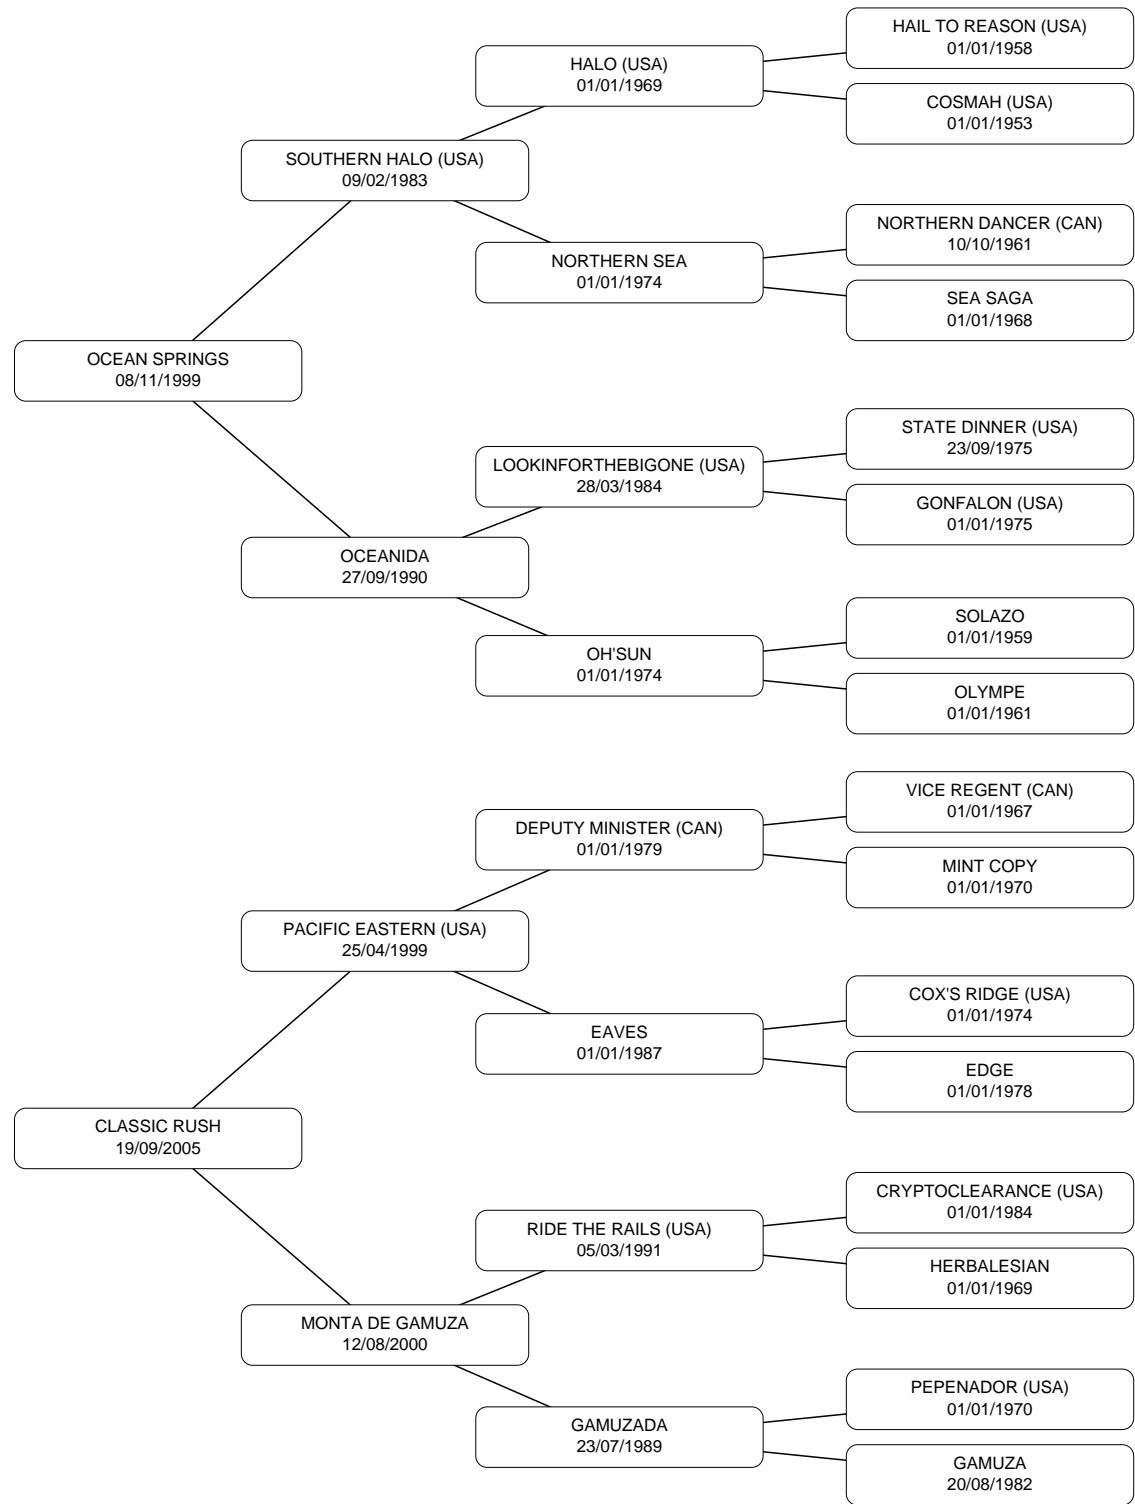 HAIL TO REASON (USA)
01/01/1958
HALO (USA)
01/01/1969
COSMAH (USA)
01/01/1953
SOUTHERN HALO (USA)
09/02/1983
NORTHERN DANCER (CAN)
10/10/1961
NORTHERN SEA
01/01/1974
SEA SAGA
01/01/1968
OCEAN SPRINGS
08/11/1999
STATE DINNER (USA)
23/09/1975
LOOKINFORTHEBIGONE (USA)
28/03/1984
GONFALON (USA)
01/01/1975
OCEANIDA
27/09/1990
SOLAZO
01/01/1959
OH'SUN
01/01/1974
OLYMPE
01/01/1961
VICE REGENT (CAN)
01/01/1967
DEPUTY MINISTER (CAN)
01/01/1979
MINT COPY
01/01/1970
PACIFIC EASTERN (USA)
25/04/1999
COX'S RIDGE (USA)
01/01/1974
EAVES
01/01/1987
EDGE
01/01/1978
CLASSIC RUSH
19/09/2005
CRYPTOCLEARANCE (USA)
01/01/1984
RIDE THE RAILS (USA)
05/03/1991
HERBALESIAN
01/01/1969
MONTA DE GAMUZA
12/08/2000
PEPENADOR (USA)
01/01/1970
GAMUZADA
23/07/1989
GAMUZA
20/08/1982